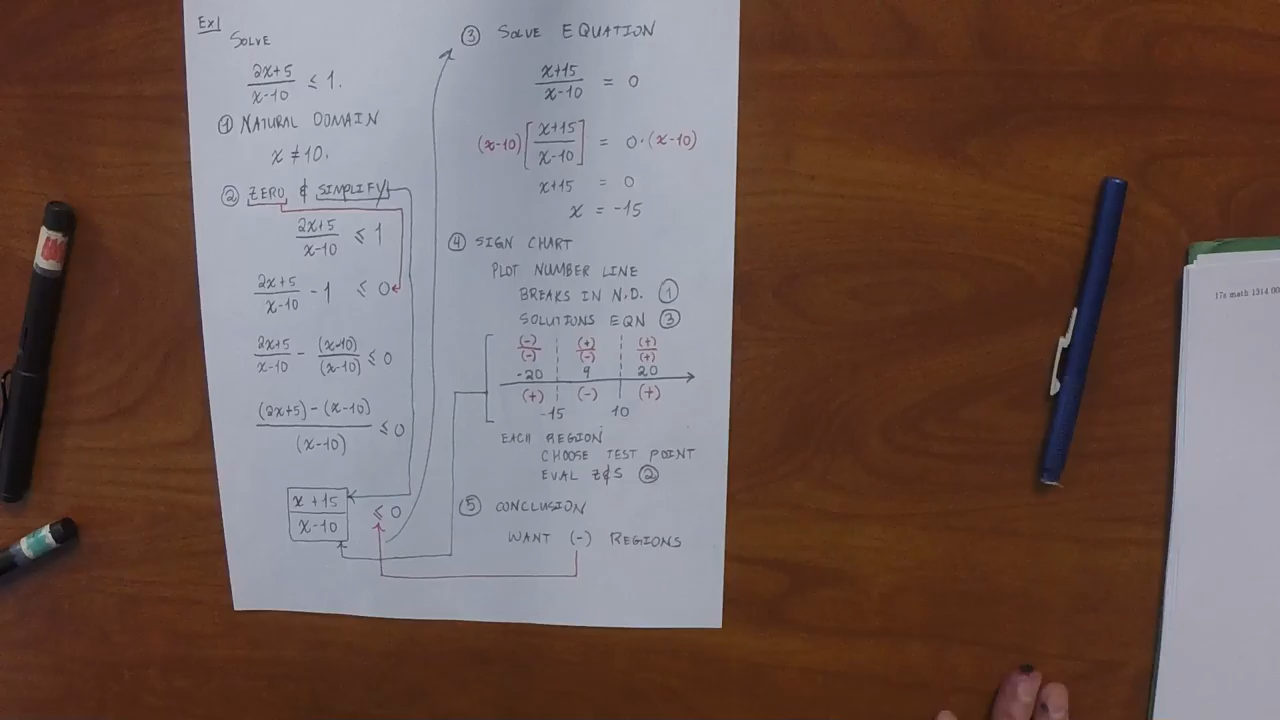 Ex1
SOLVE
(2x+5)/(x-10) ≤ 1.
① NATURAL DOMAIN
x ≠ 10.
② ZERO & SIMPLIFY
(2x+5)/(x-10) ≤ 1
(2x+5)/(x-10) - 1 ≤ 0
(2x+5)/(x-10) - (x-10)/(x-10) ≤ 0
((2x+5) - (x-10))/(x-10) ≤ 0
(x+15)/(x-10) ≤ 0
③ SOLVE EQUATION
(x+15)/(x-10) = 0
(x-10)[(x+15)/(x-10)] = 0·(x-10)
x+15 = 0
x = -15
④ SIGN CHART
PLOT NUMBER LINE
BREAKS IN N.D. ①
SOLUTIONS EQN ③
(-)/(-) (+)/(-) (+)/(+)
-20 9 20
(+) (-) (+)
-15 10
EACH REGION
CHOOSE TEST POINT
EVAL Z&S ②
⑤ CONCLUSION
WANT (-) REGIONS